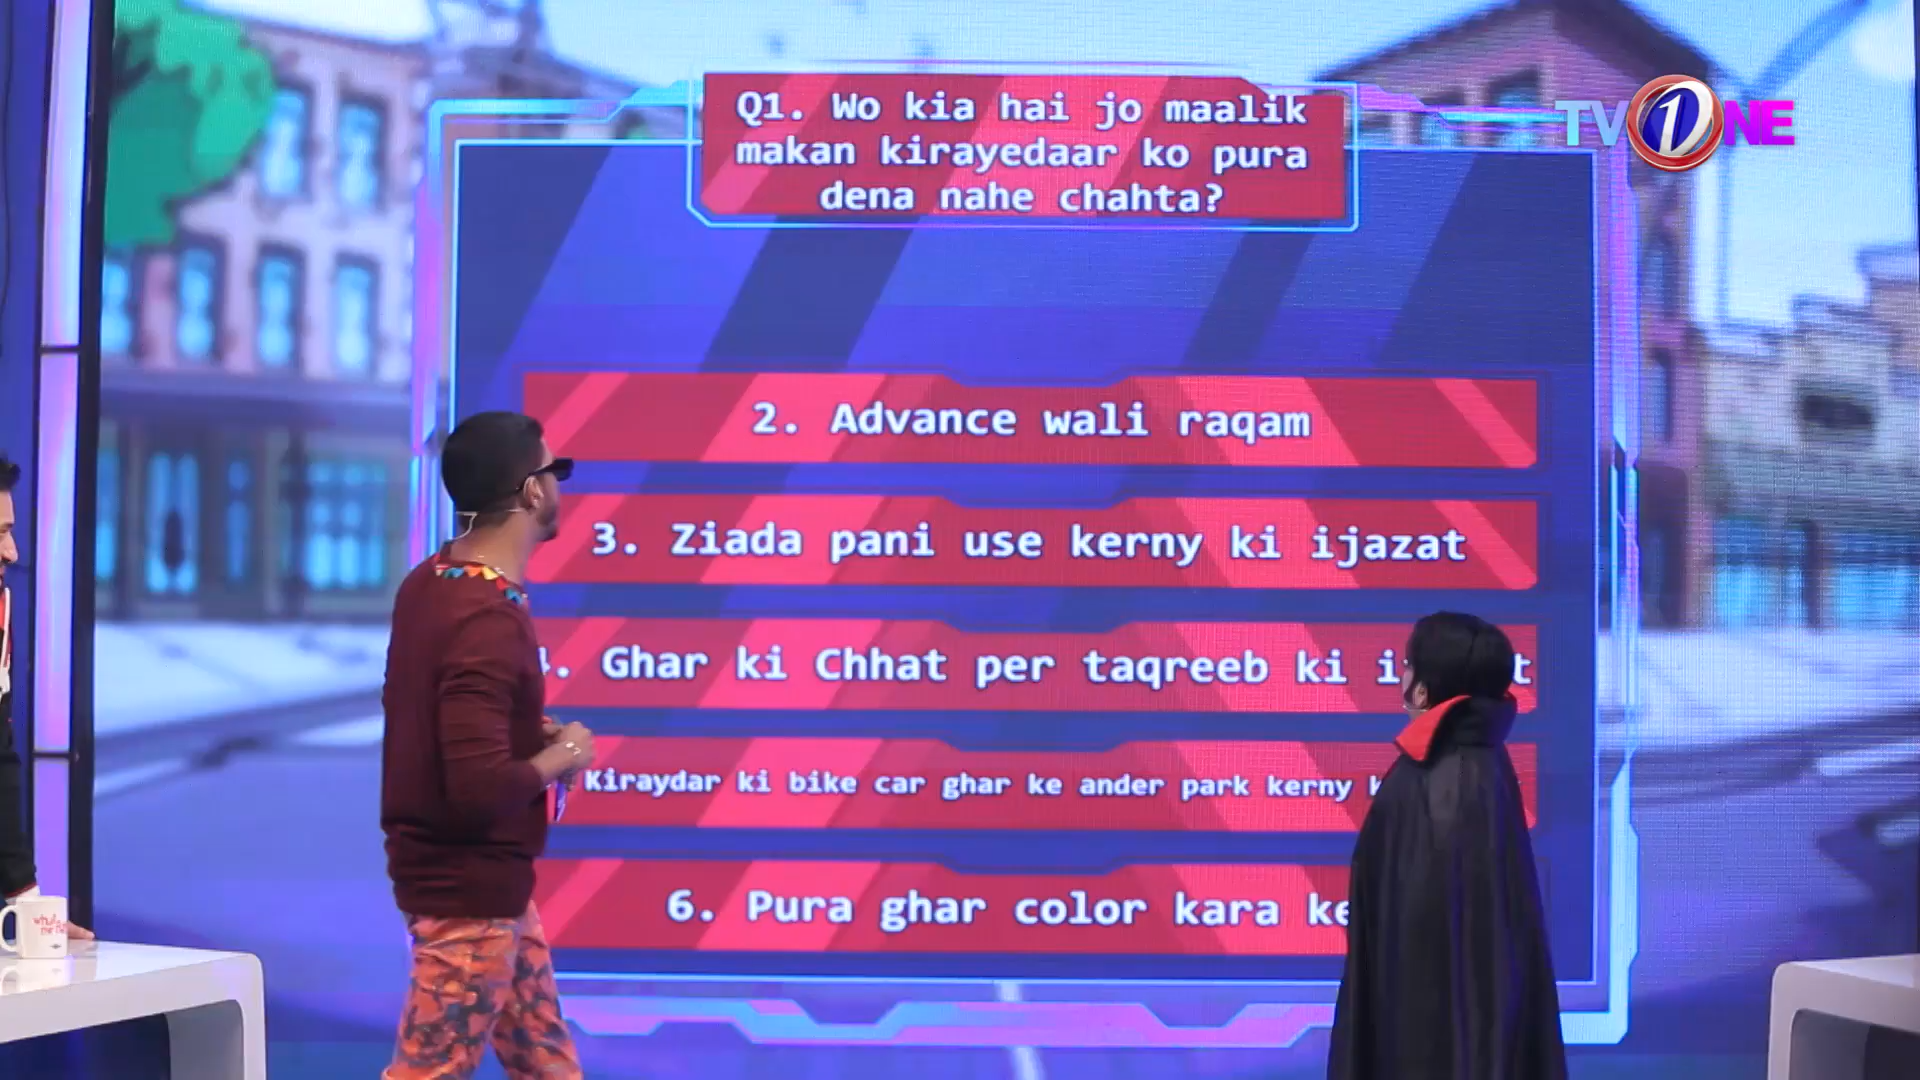 Q1. Wo kia hai jo maalik
makan kirayedaar ko pura
dena nahe chahta?
TV ONE
2. Advance wali raqam
3. Ziada pani use kerny ki ijazat
4. Ghar ki Chhat per taqreeb ki
Kiraydar ki bike car ghar ke ander park kerny
6. Pura ghar color kara